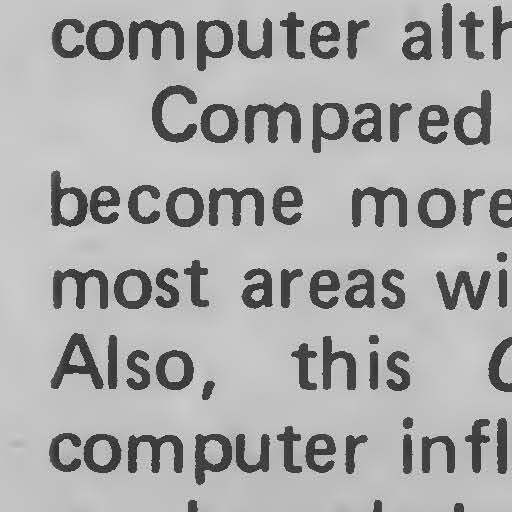 computer alth
Compared
become more
most areas wi
Also, this
computer infl